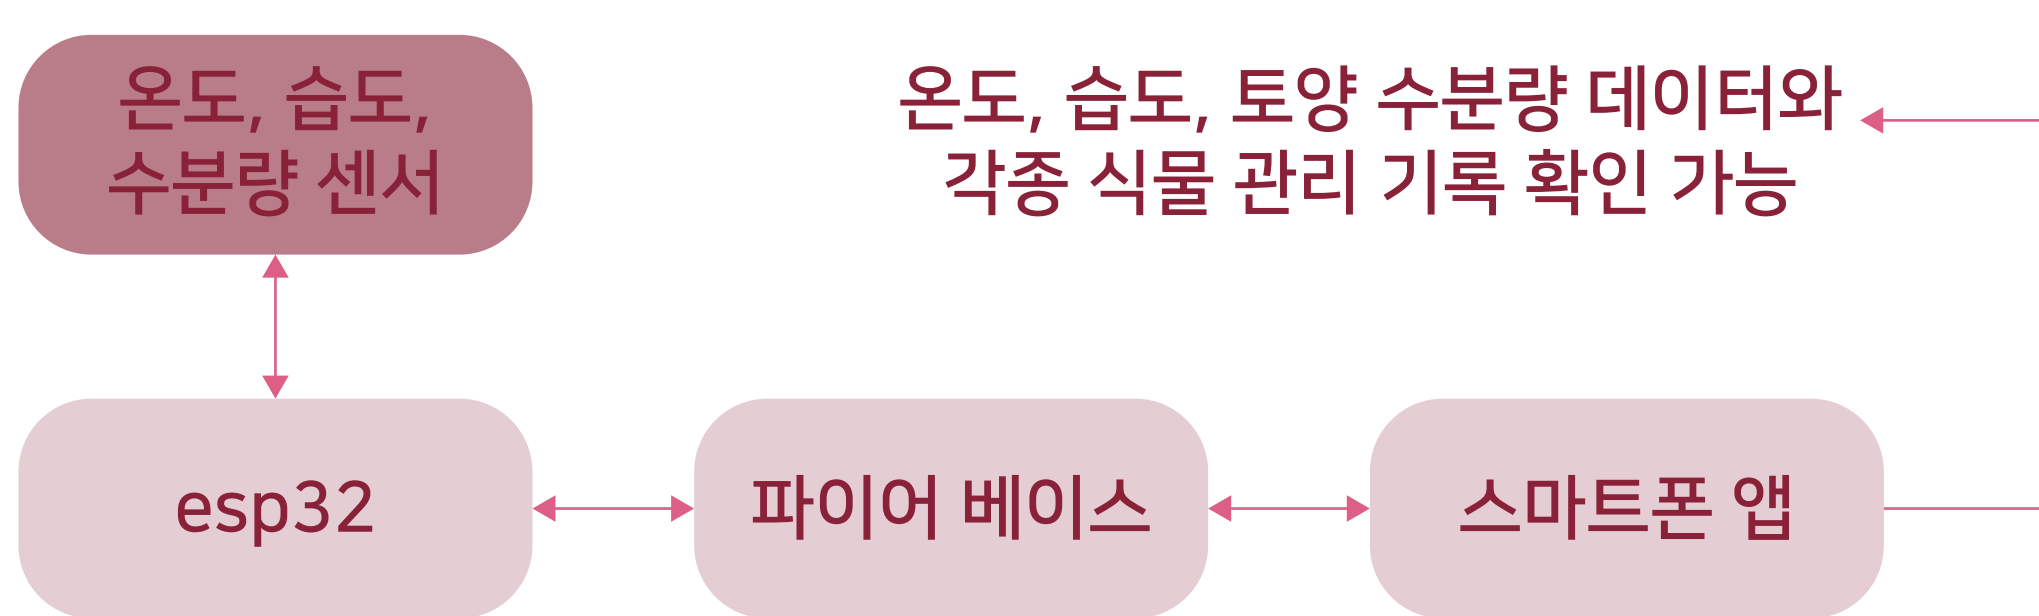 온도, 습도,
수분량 센서
온도, 습도, 토양 수분량 데이터와
각종 식물 관리 기록 확인 가능
esp32
파이어 베이스
스마트폰 앱